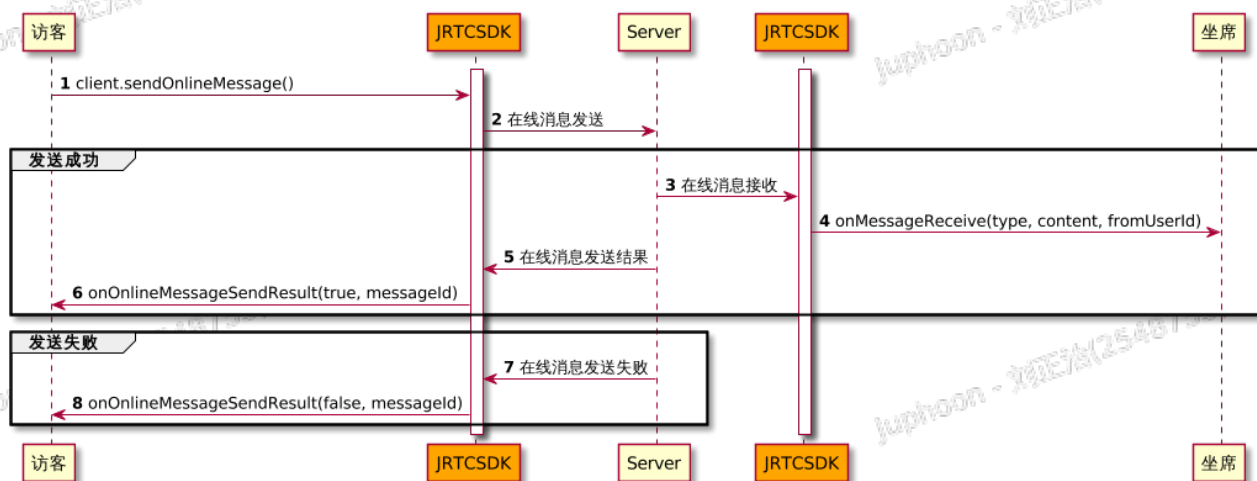 访客 JRTCSDK Server JRTCSDK 坐席
1 client.sendOnlineMessage()
2 在线消息发送
发送成功
3 在线消息接收
4 onMessageReceive(type, content, fromUserId)
5 在线消息发送结果
6 onOnlineMessageSendResult(true, messageId)
发送失败
7 在线消息发送失败
8 onOnlineMessageSendResult(false, messageId)
访客 JRTCSDK Server JRTCSDK 坐席
Juphoon -
Juphoon -